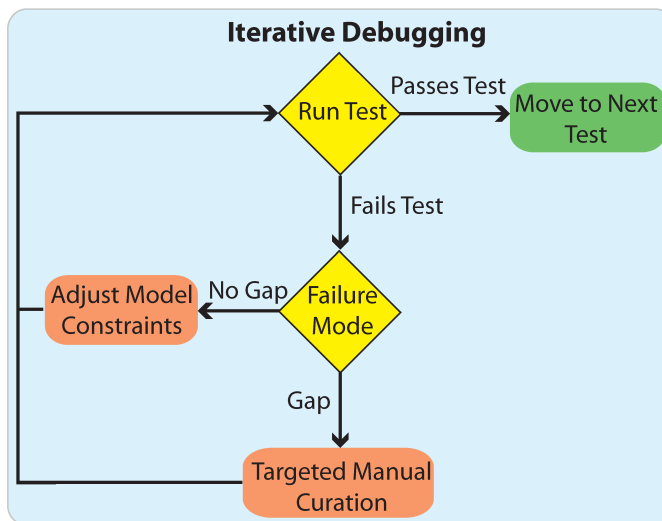 Iterative Debugging
Run Test
Passes Test
Move to Next
Test
Fails Test
Adjust Model
Constraints
No Gap
Failure
Mode
Gap
Targeted Manual
Curation